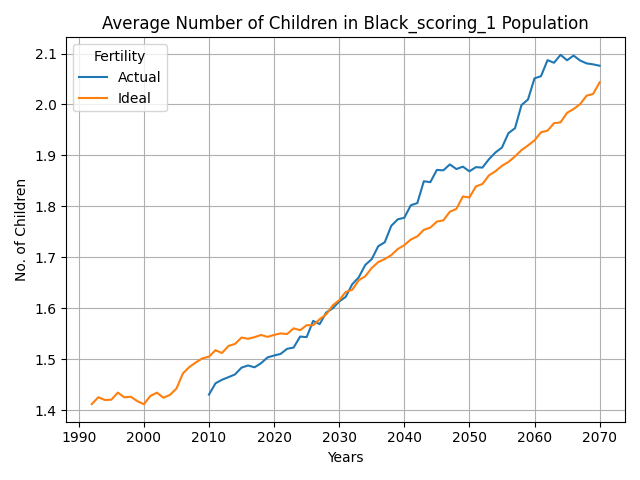 Average Number of Children in Black_scoring_1 Population
Fertility
Actual
Ideal
No. of Children
2.1
2.0
1.9
1.8
1.7
1.6
1.5
1.4
1990 2000 2010 2020 2030 2040 2050 2060 2070
Years